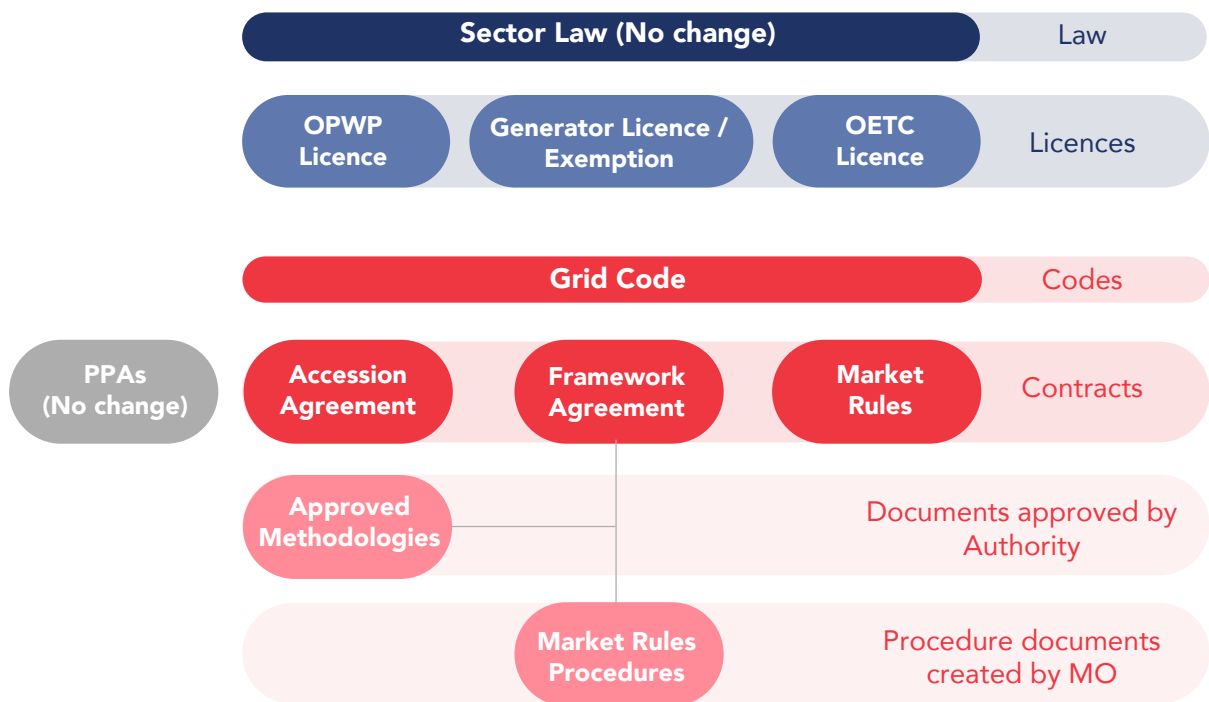 Sector Law (No change)
Law
OPWP
Licence
Generator Licence /
Exemption
OETC
Licence
Licences
Grid Code
Codes
PPAs
(No change)
Accession
Agreement
Framework
Agreement
Market
Rules
Contracts
Approved
Methodologies
Documents approved by
Authority
Market Rules
Procedures
Procedure documents
created by MO